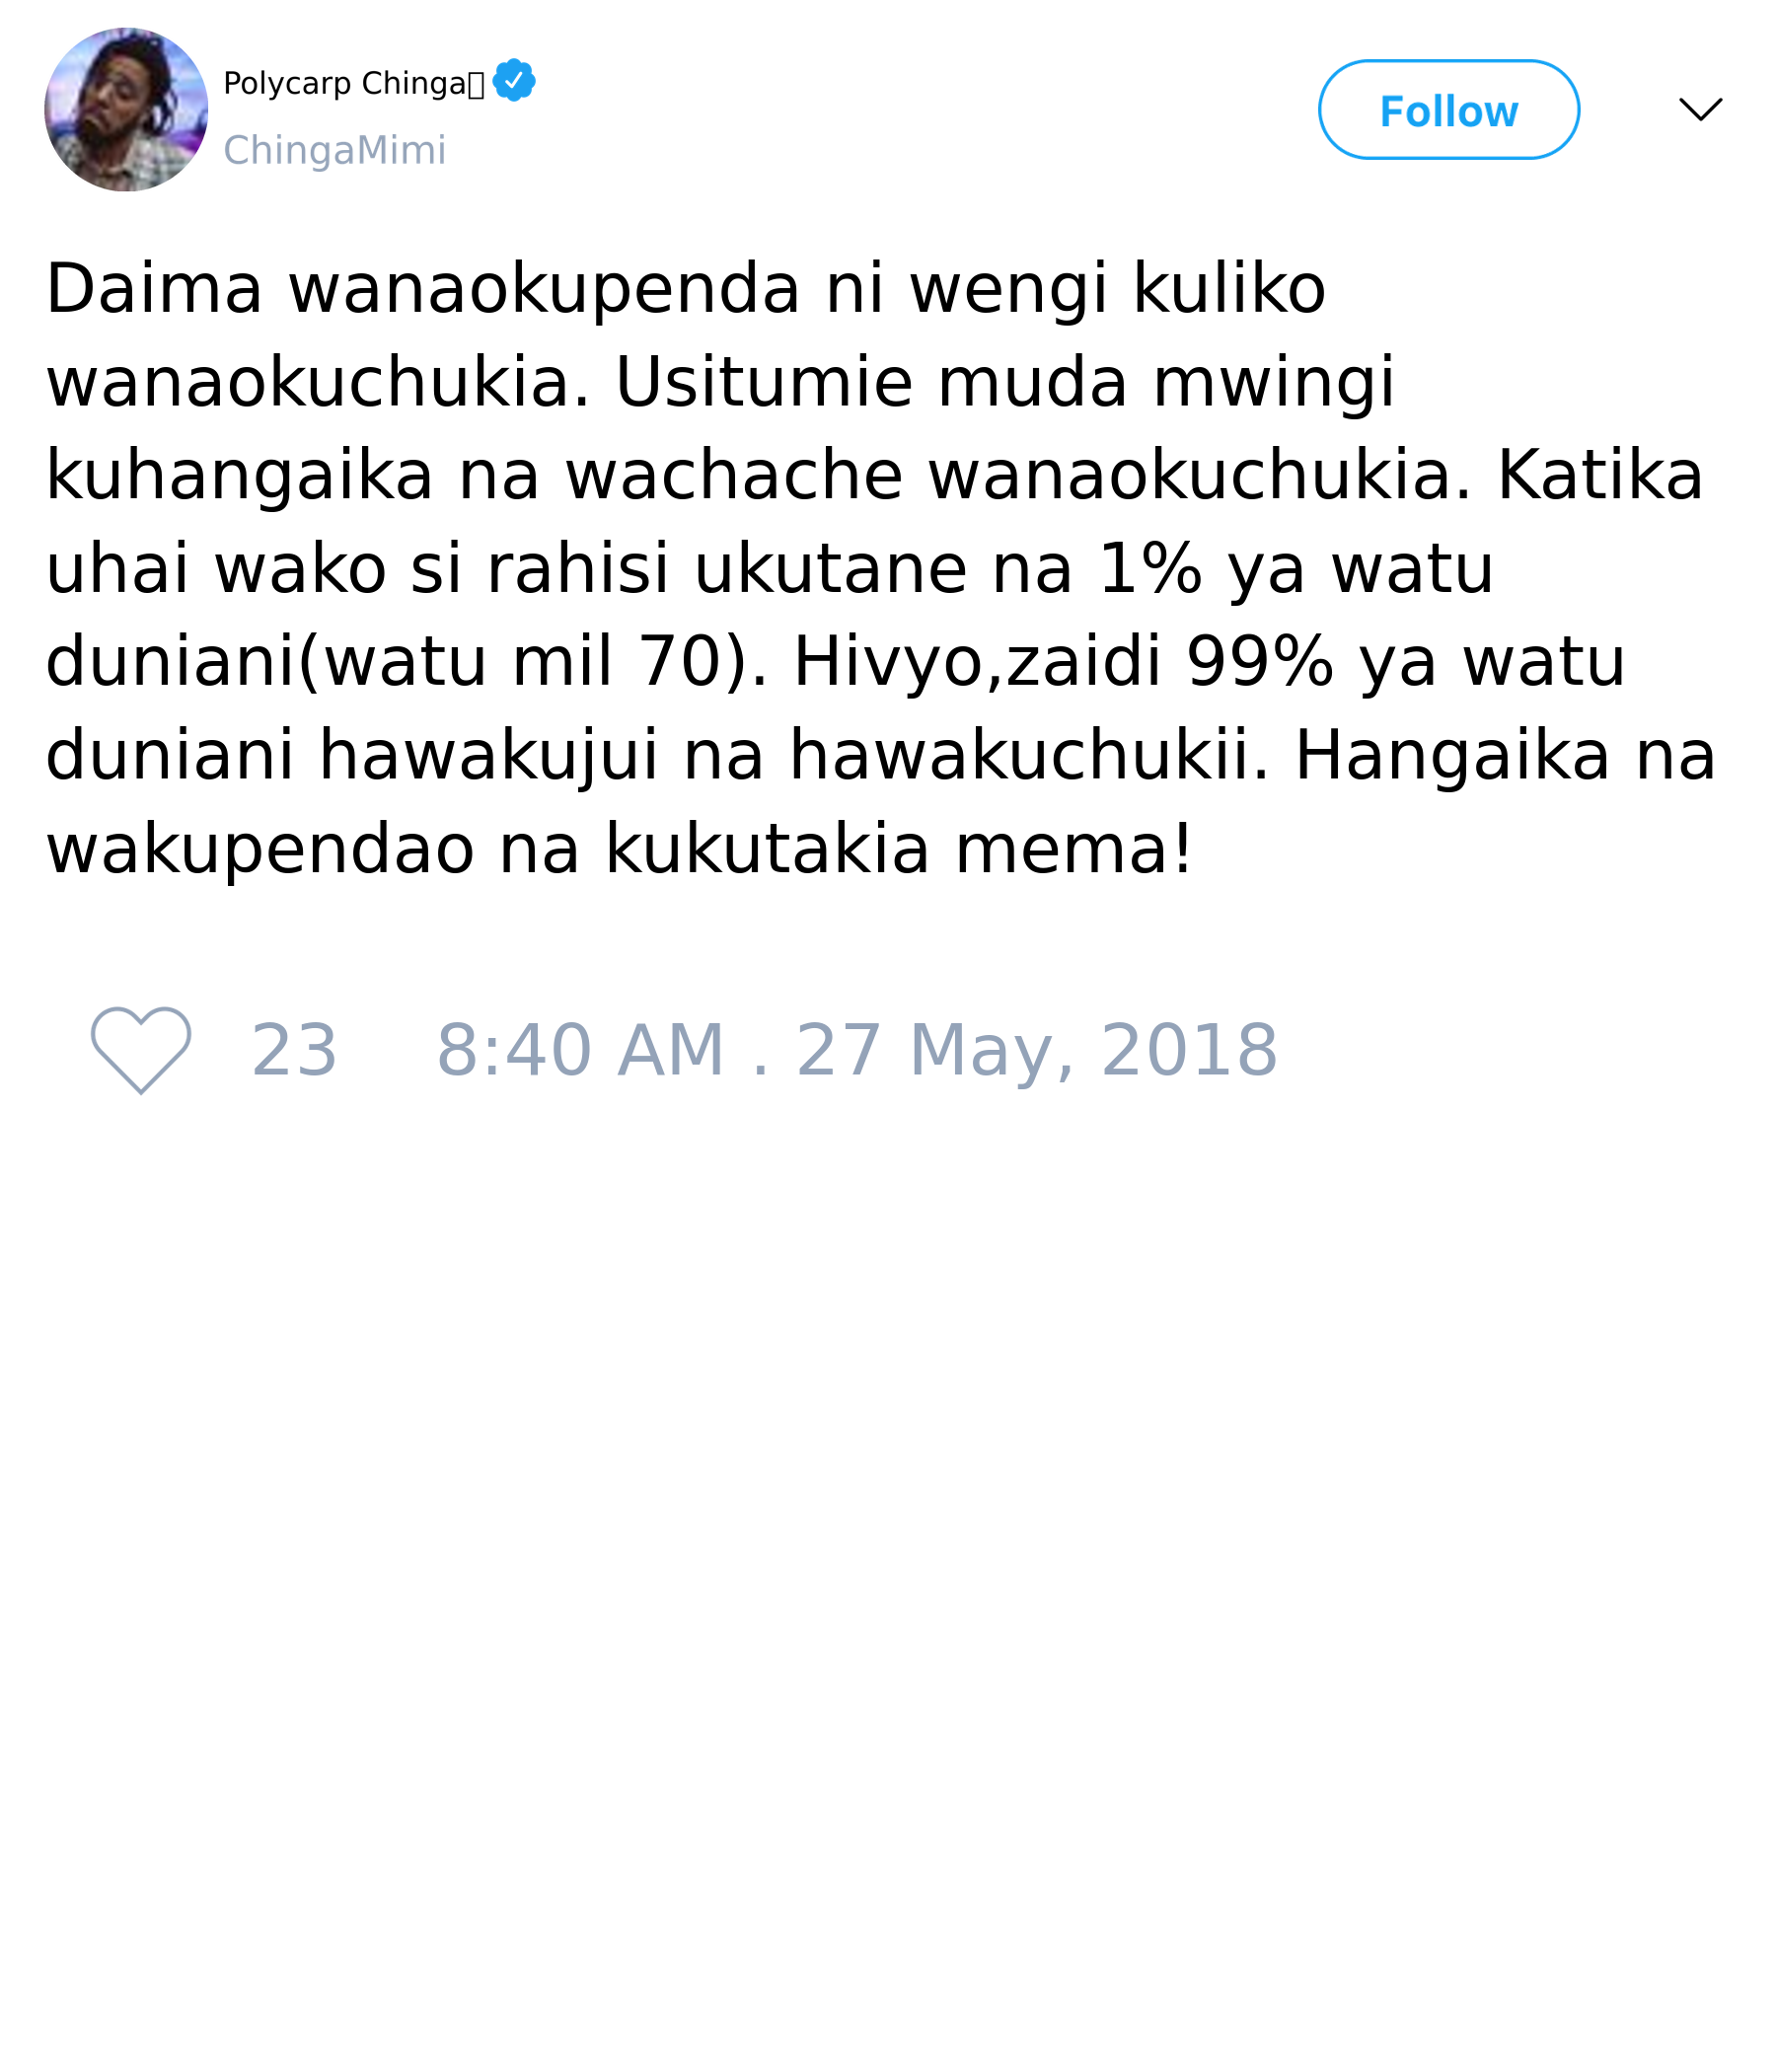 Polycarp Chinga
ChingaMimi
Follow
Daima wanaokupenda ni wengi kuliko
wanaokuchukia. Usitumie muda mwingi
kuhangaika na wachache wanaokuchukia. Katika
uhai wako si rahisi ukutane na 1% ya watu
duniani(watu mil 70). Hivyo,zaidi 99% ya watu
duniani hawakujui na hawakuchukii. Hangaika na
wakupendao na kukutakia mema!
23 8:40 AM . 27 May, 2018